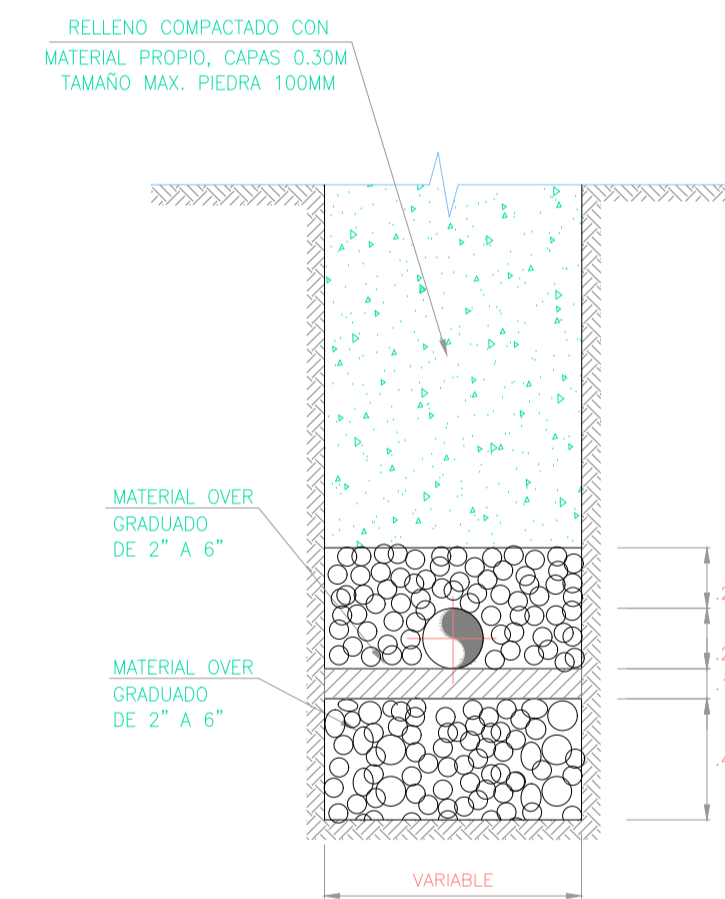 RELLENO COMPACTADO CON
MATERIAL PROPIO, CAPAS 0.30M
TAMAÑO MAX. PIEDRA 100MM
MATERIAL OVER
GRADUADO
DE 2" A 6"
MATERIAL OVER
GRADUADO
DE 2" A 6"
VARIABLE